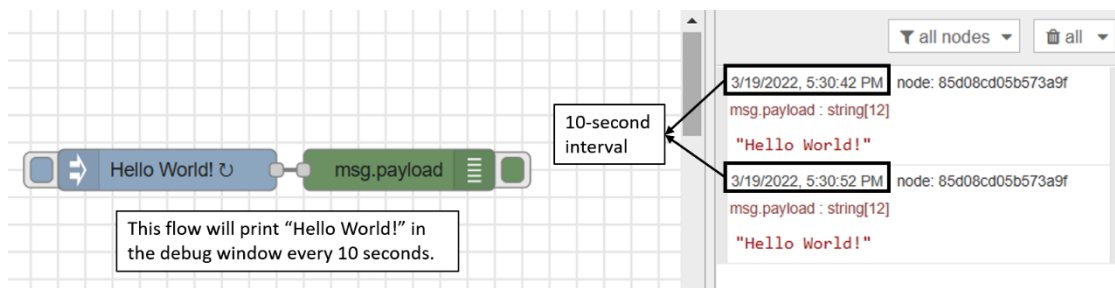 all nodes
all
3/19/2022, 5:30:42 PM node: 85d08cd05b573a9f
msg.payload : string[12]
"Hello World!"
10-second
interval
Hello World! ↻
msg.payload
3/19/2022, 5:30:52 PM node: 85d08cd05b573a9f
msg.payload : string[12]
"Hello World!"
This flow will print “Hello World!” in
the debug window every 10 seconds.